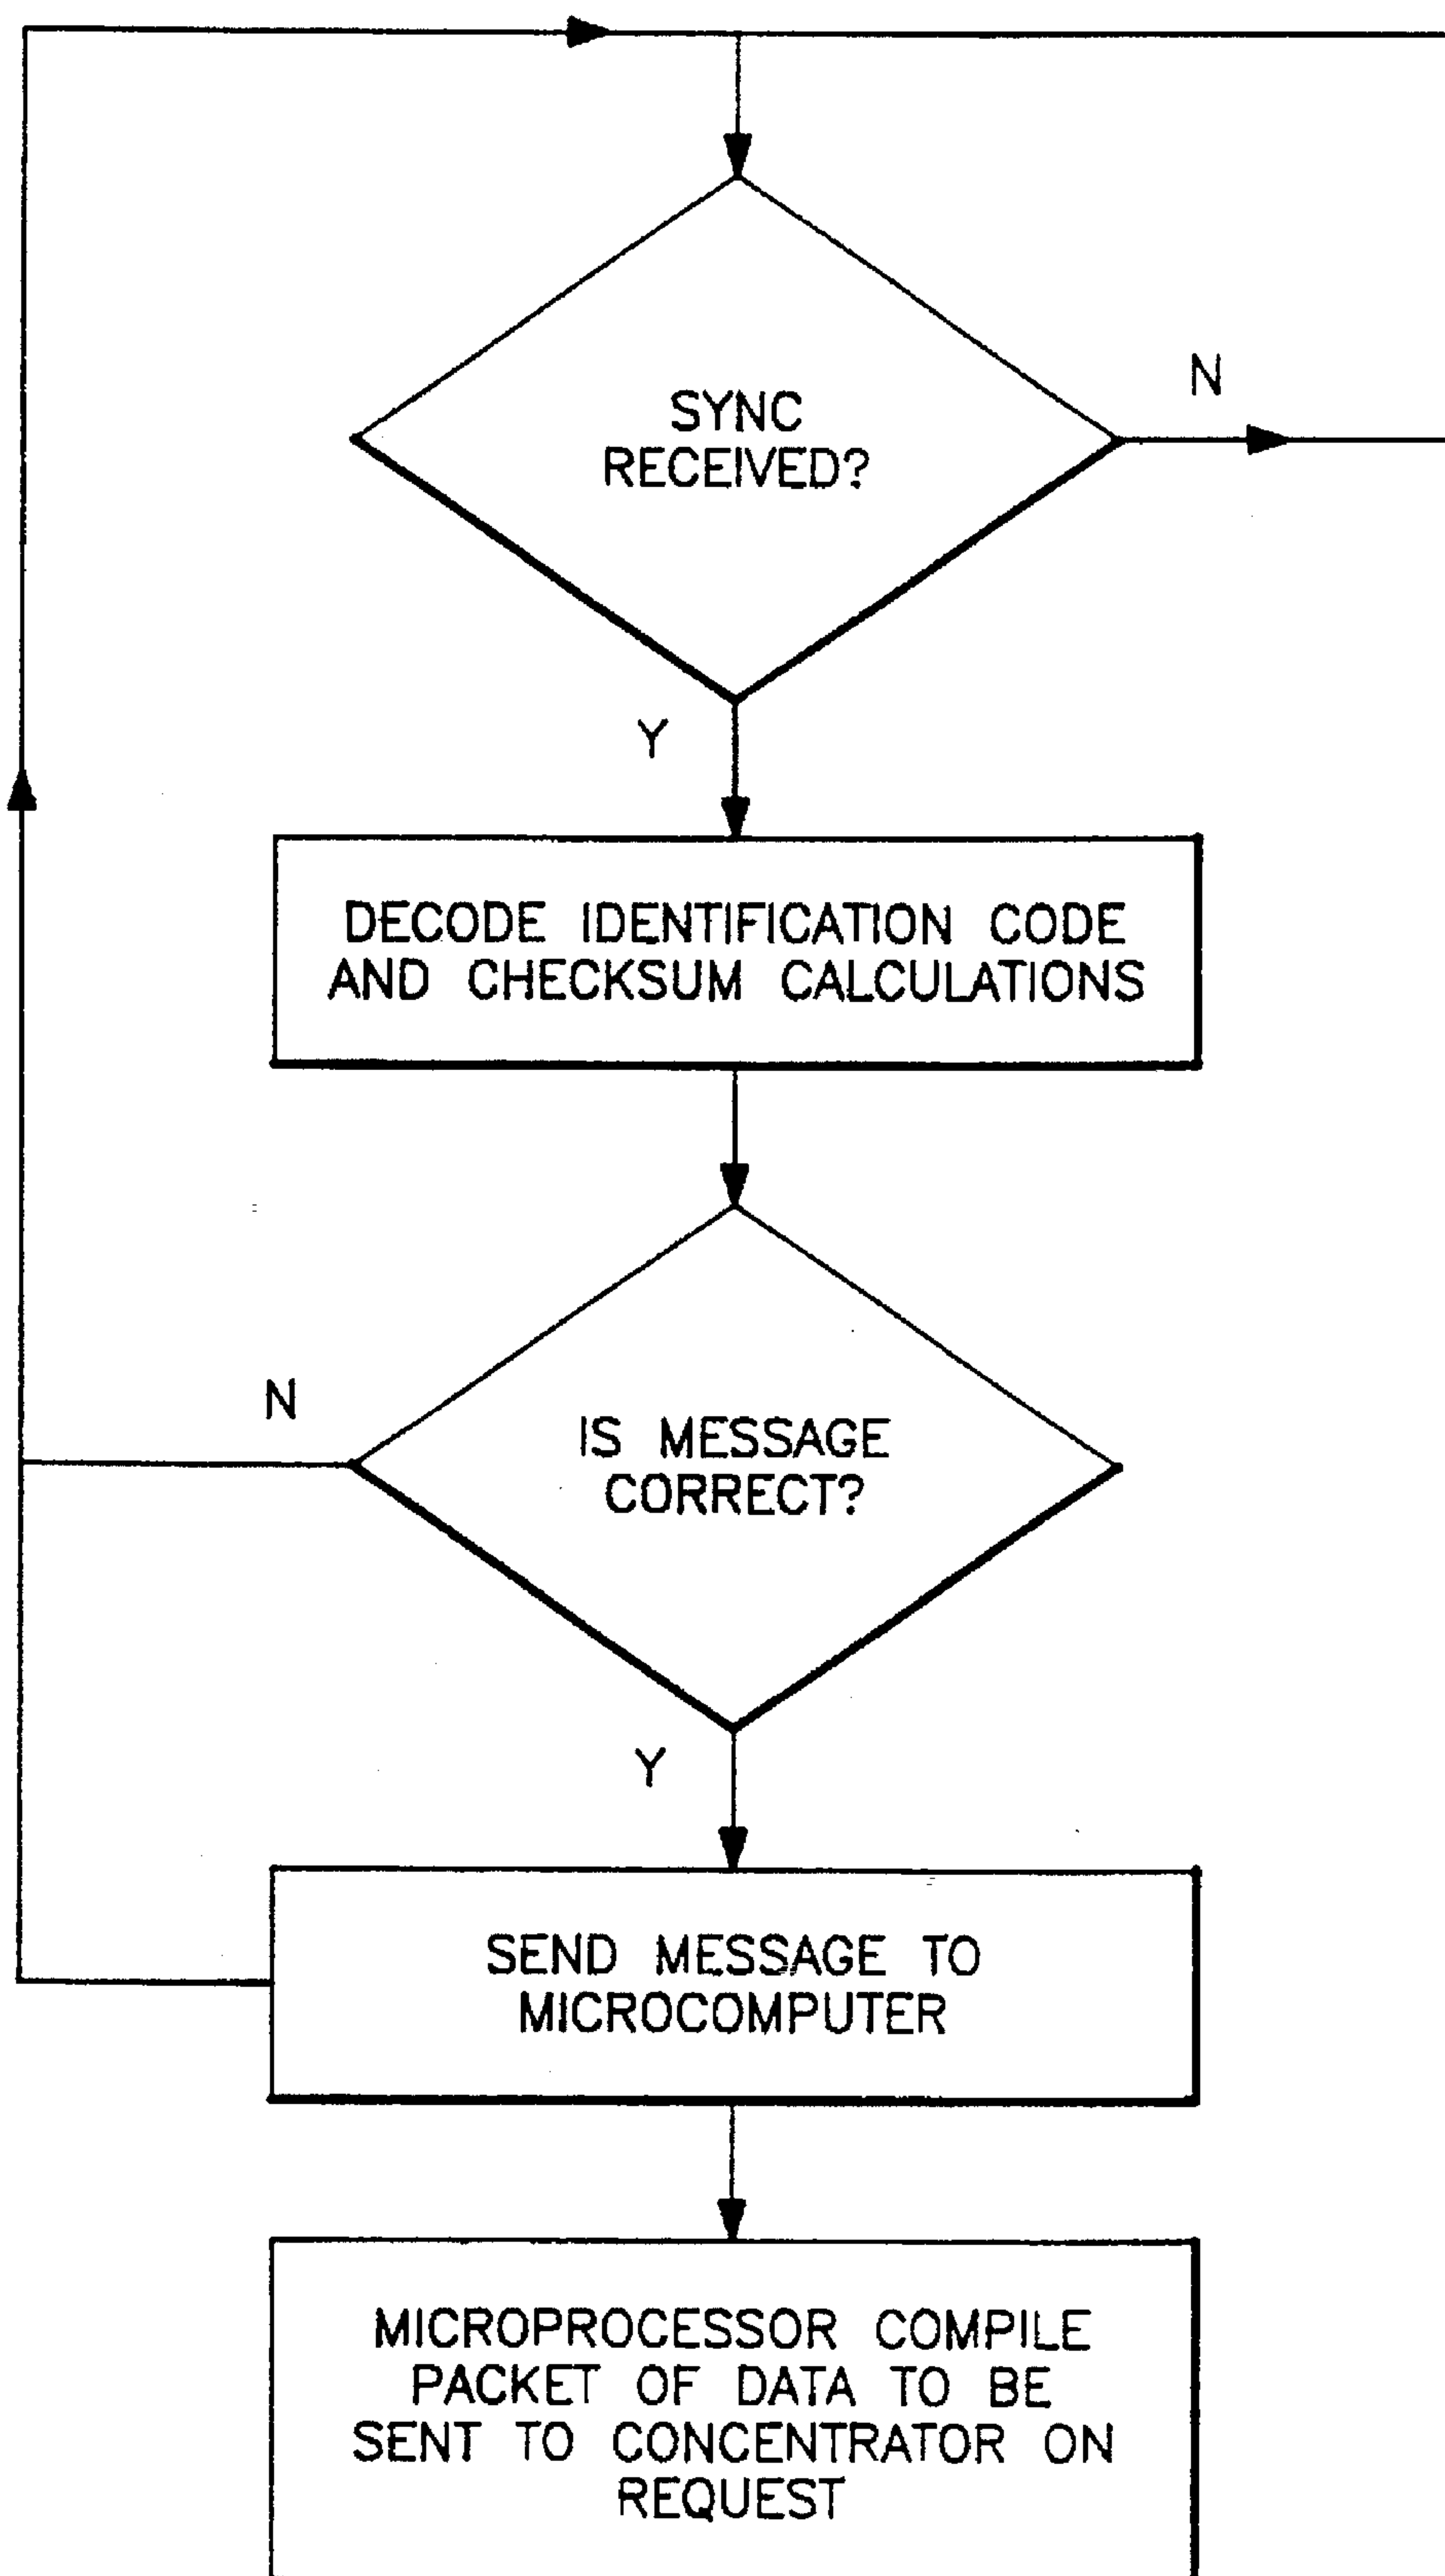 SYNC
RECEIVED?
N
Y
DECODE IDENTIFICATION CODE
AND CHECKSUM CALCULATIONS
N
IS MESSAGE
CORRECT?
Y
SEND MESSAGE TO
MICROCOMPUTER
MICROPROCESSOR COMPILE
PACKET OF DATA TO BE
SENT TO CONCENTRATOR ON
REQUEST